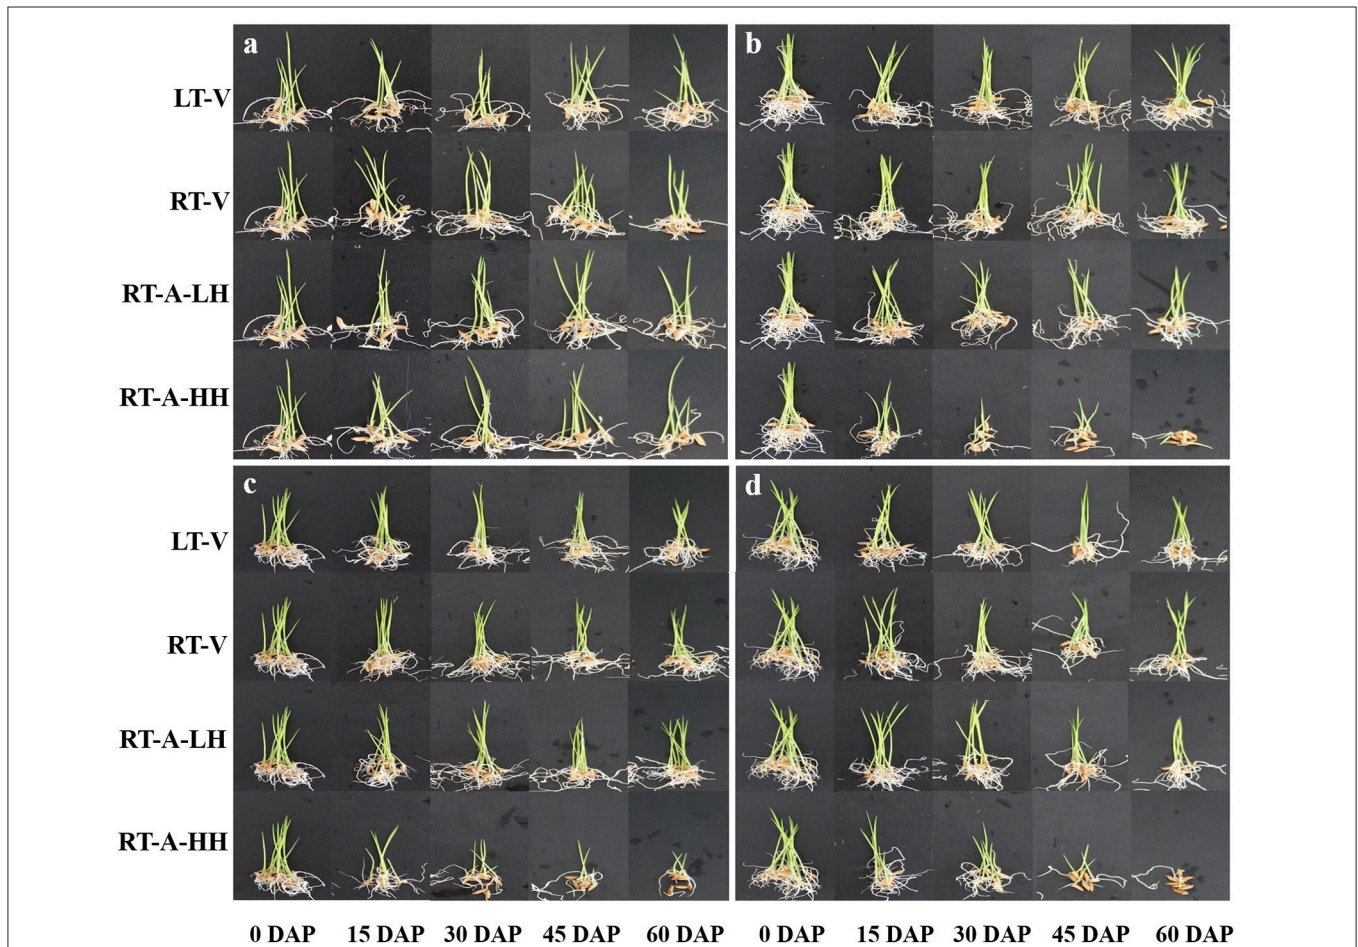 a b
LT-V
RT-V
RT-A-LH
RT-A-HH
c d
LT-V
RT-V
RT-A-LH
RT-A-HH
0 DAP 15 DAP 30 DAP 45 DAP 60 DAP 0 DAP 15 DAP 30 DAP 45 DAP 60 DAP